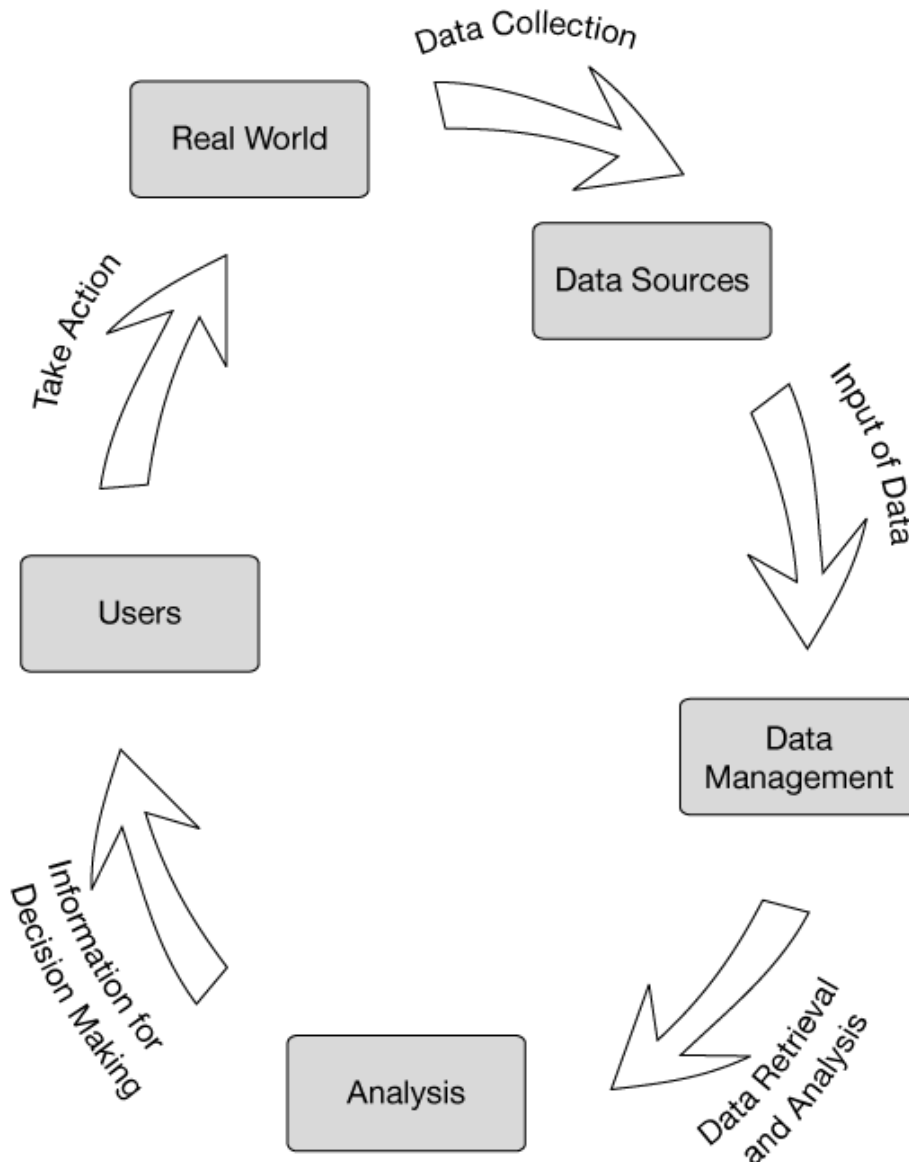 Data Collection
Real World
Data Sources
Take Action
Input of Data
Users
Data
Management
Information for
Decision Making
Data Retrieval
and Analysis
Analysis